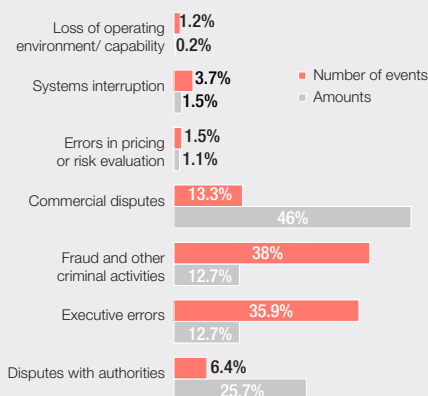 Loss of operating
environment/ capability
1.2%
0.2%
Systems interruption
3.7%
1.5%
Number of events
Amounts
Errors in pricing
or risk evaluation
1.5%
1.1%
Commercial disputes
13.3%
46%
Fraud and other
criminal activities
38%
12.7%
Executive errors
35.9%
12.7%
Disputes with authorities
6.4%
25.7%